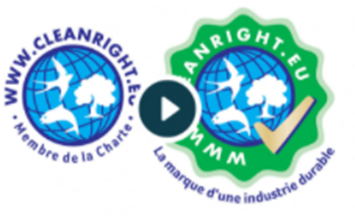 WWW.CLEANRIGHT.EU
• Membre de la Charte •
WWW.CLEANRIGHT.EU
La marque d'une industrie durable